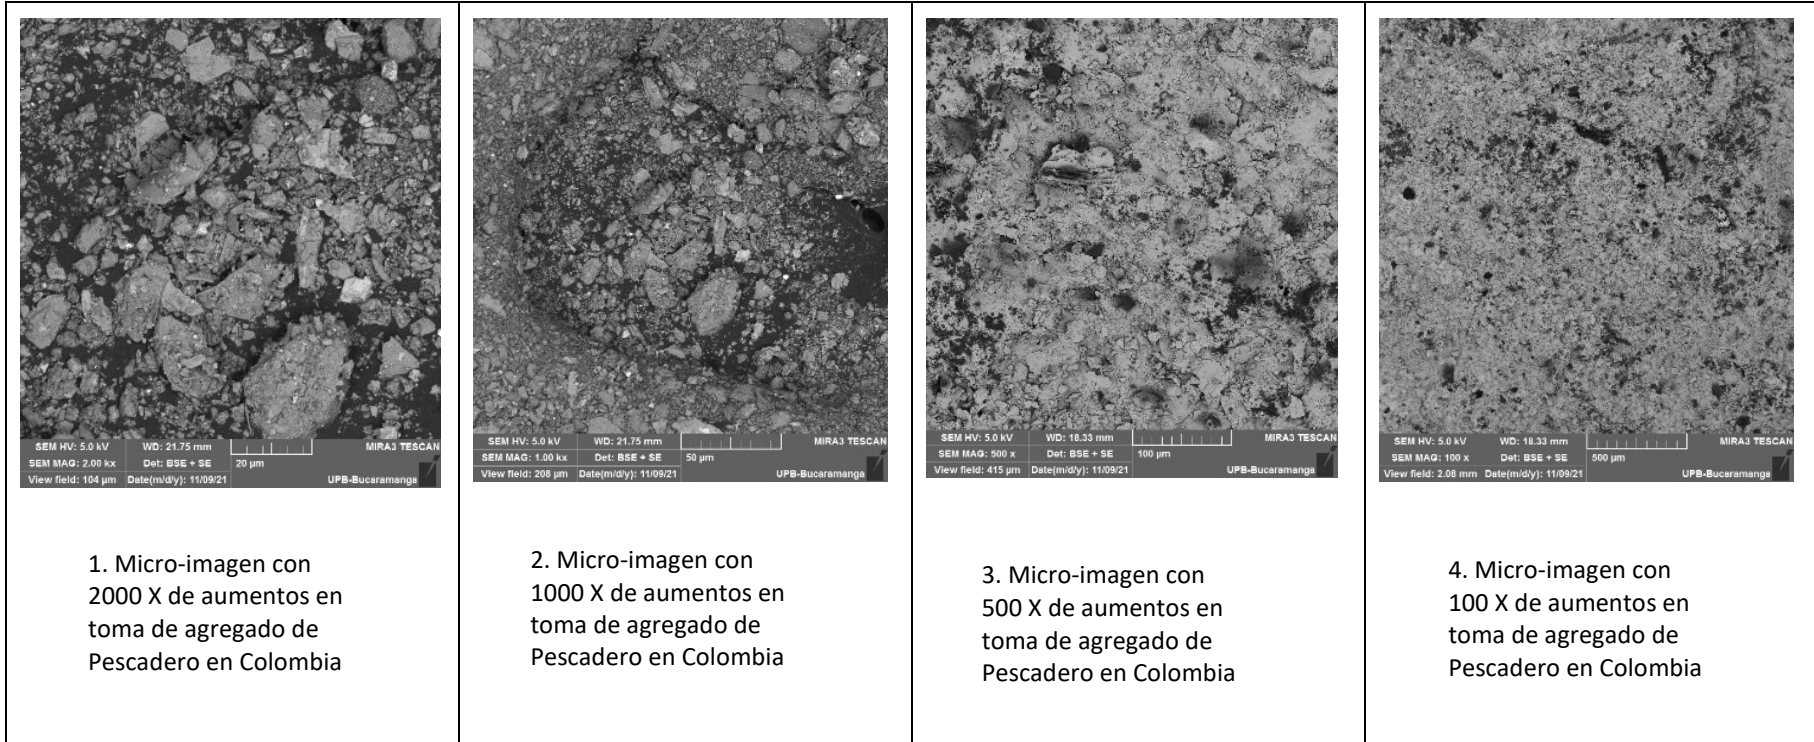 SEM HV: 5.0 kV WD: 21.75 mm MIRA3 TESCAN
SEM MAG: 2.00 kx Det: BSE + SE 20 µm
View field: 104 µm Date(m/d/y): 11/09/21 UPB-Bucaramanga
1. Micro-imagen con
2000 X de aumentos en
toma de agregado de
Pescadero en Colombia
SEM HV: 5.0 kV WD: 21.75 mm MIRA3 TESCAN
SEM MAG: 1.00 kx Det: BSE + SE 50 µm
View field: 208 µm Date(m/d/y): 11/09/21 UPB-Bucaramanga
2. Micro-imagen con
1000 X de aumentos en
toma de agregado de
Pescadero en Colombia
SEM HV: 5.0 kV WD: 18.33 mm MIRA3 TESCAN
SEM MAG: 500 x Det: BSE + SE 100 µm
View field: 415 µm Date(m/d/y): 11/09/21 UPB-Bucaramanga
3. Micro-imagen con
500 X de aumentos en
toma de agregado de
Pescadero en Colombia
SEM HV: 5.0 kV WD: 18.33 mm MIRA3 TESCAN
SEM MAG: 100 x Det: BSE + SE 500 µm
View field: 2.08 mm Date(m/d/y): 11/09/21 UPB-Bucaramanga
4. Micro-imagen con
100 X de aumentos en
toma de agregado de
Pescadero en Colombia